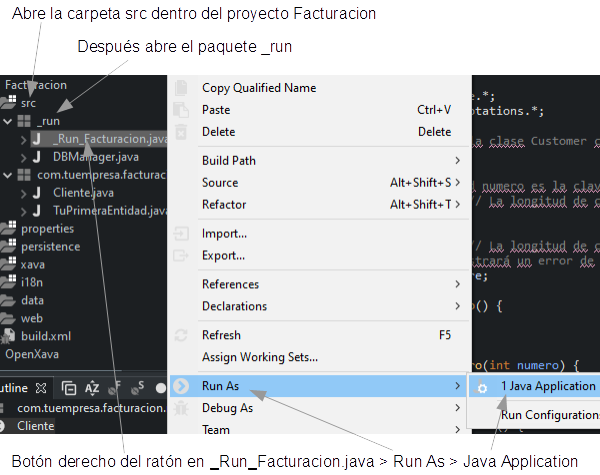 Abre la carpeta src dentro del proyecto Facturacion
Después abre el paquete _run
Facturacion
src
_run
_Run_Facturacion.java
DBManager.java
com.tuempresa.facturac
Cliente.java
TuPrimeraEntidad.java
properties
persistence
xava
i18n
data
web
build.xml
OpenXava
utline
com.tuempresa.facturacion.
Cliente
Copy Qualified Name
Paste Ctrl+V
Delete Delete
Build Path
Source Alt+Shift+S
Refactor Alt+Shift+T
Import...
Export...
References
Declarations
Refresh F5
Assign Working Sets...
Run As
Debug As
Team
e.*;
otations.*;
a clase Customer c
l numero es la clav
// La longitud de c
// La longitud de c
strará un error de
re;
o() {
ro(int numero) {
1 Java Application
Run Configurations
Botón derecho del ratón en _Run_Facturacion.java > Run As > Java Application